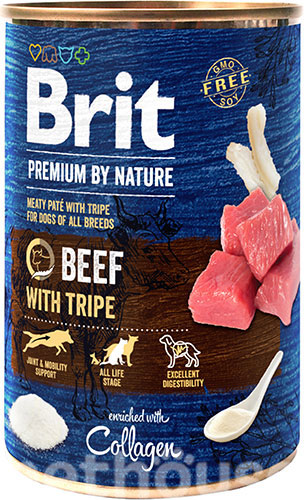 Brit
PREMIUM BY NATURE
MEATY PATÉ WITH TRIPE
FOR DOGS OF ALL BREEDS
GMO
FREE
SOY
BEEF
WITH TRIPE
JOINT & MOBILITY
SUPPORT
ALL LIFE
STAGE
EXCELLENT
DIGESTIBILITY
enriched with
Collagen